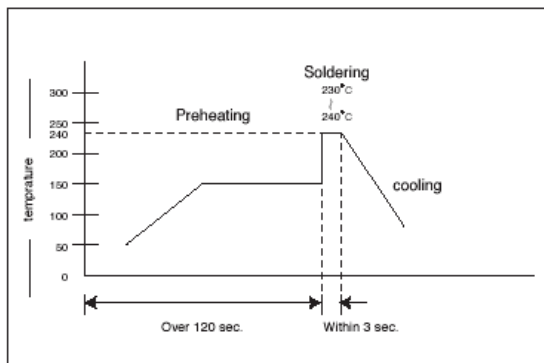 Soldering
230°C
~
240°C
Preheating
300
250
240
200
150
100
50
0
temprature
cooling
Over 120 sec.
Within 3 sec.